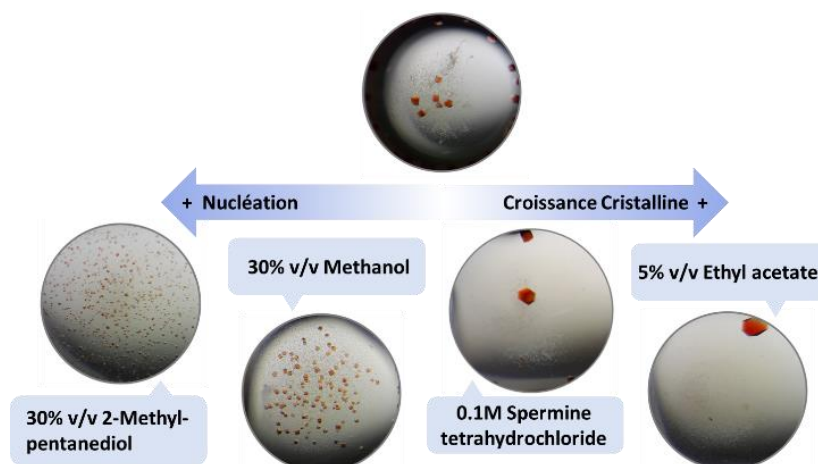 + Nucléation
Croissance Cristalline +
30% v/v Methanol
5% v/v Ethyl acetate
30% v/v 2-Methyl-
pentanediol
0.1M Spermine
tetrahydrochloride